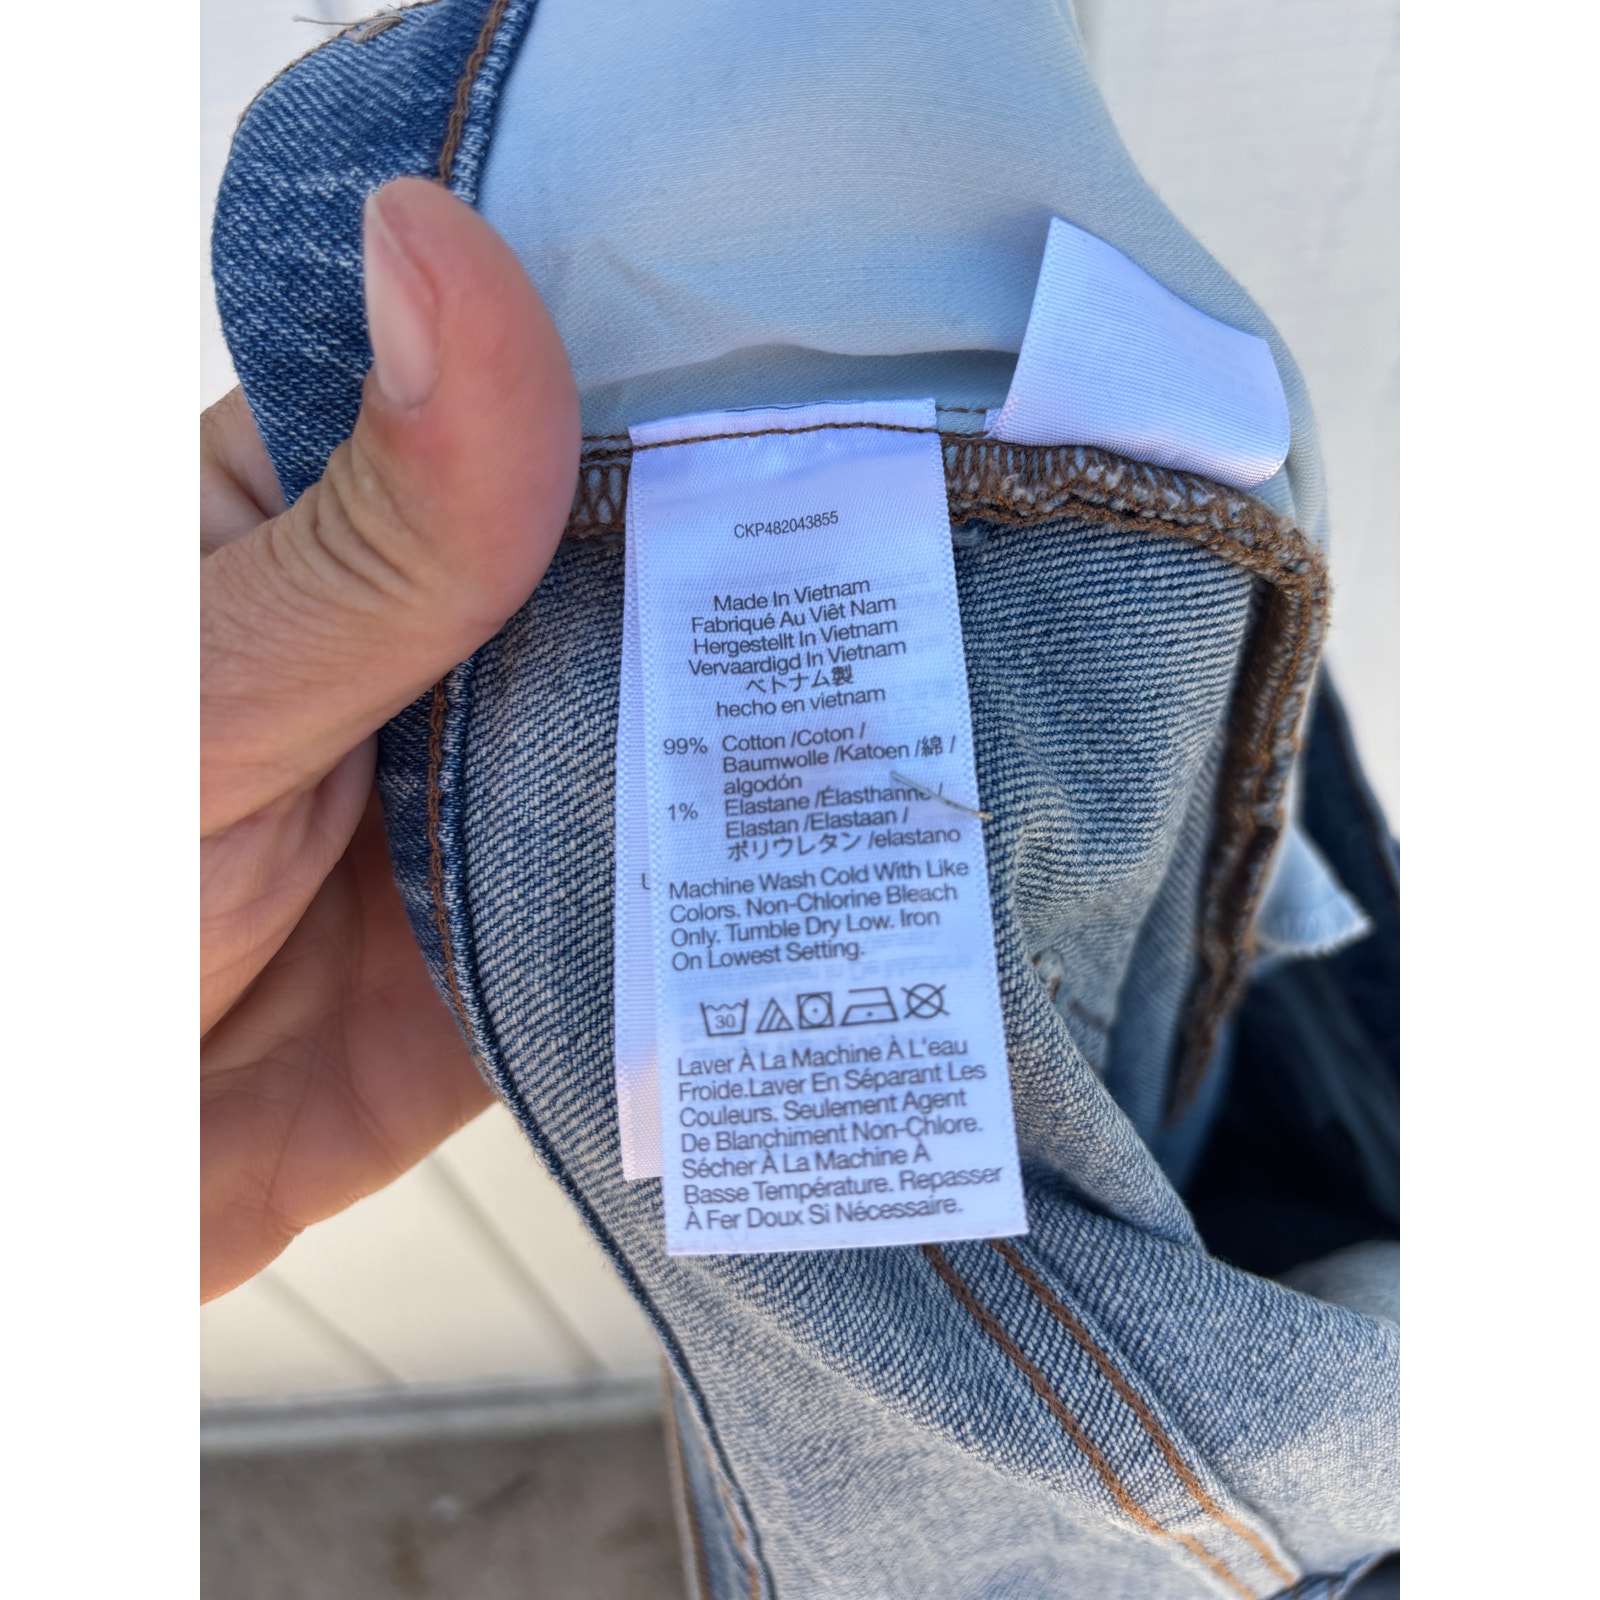 CKP482043855
Made In Vietnam
Fabriqué Au Viêt Nam
Hergestellt In Vietnam
Vervaardigd In Vietnam
ベトナム製
hecho en vietnam
99% Cotton /Coton /
Baumwolle /Katoen /綿 /
algodón
1% Elastane /Élasthanne /
Elastan /Elastaan /
ポリウレタン /elastano
Machine Wash Cold With Like
Colors. Non-Chlorine Bleach
Only. Tumble Dry Low. Iron
On Lowest Setting.
30
Laver À La Machine À L'eau
Froide.Laver En Séparant Les
Couleurs. Seulement Agent
De Blanchiment Non-Chlore.
Sécher À La Machine À
Basse Température. Repasser
À Fer Doux Si Nécessaire.